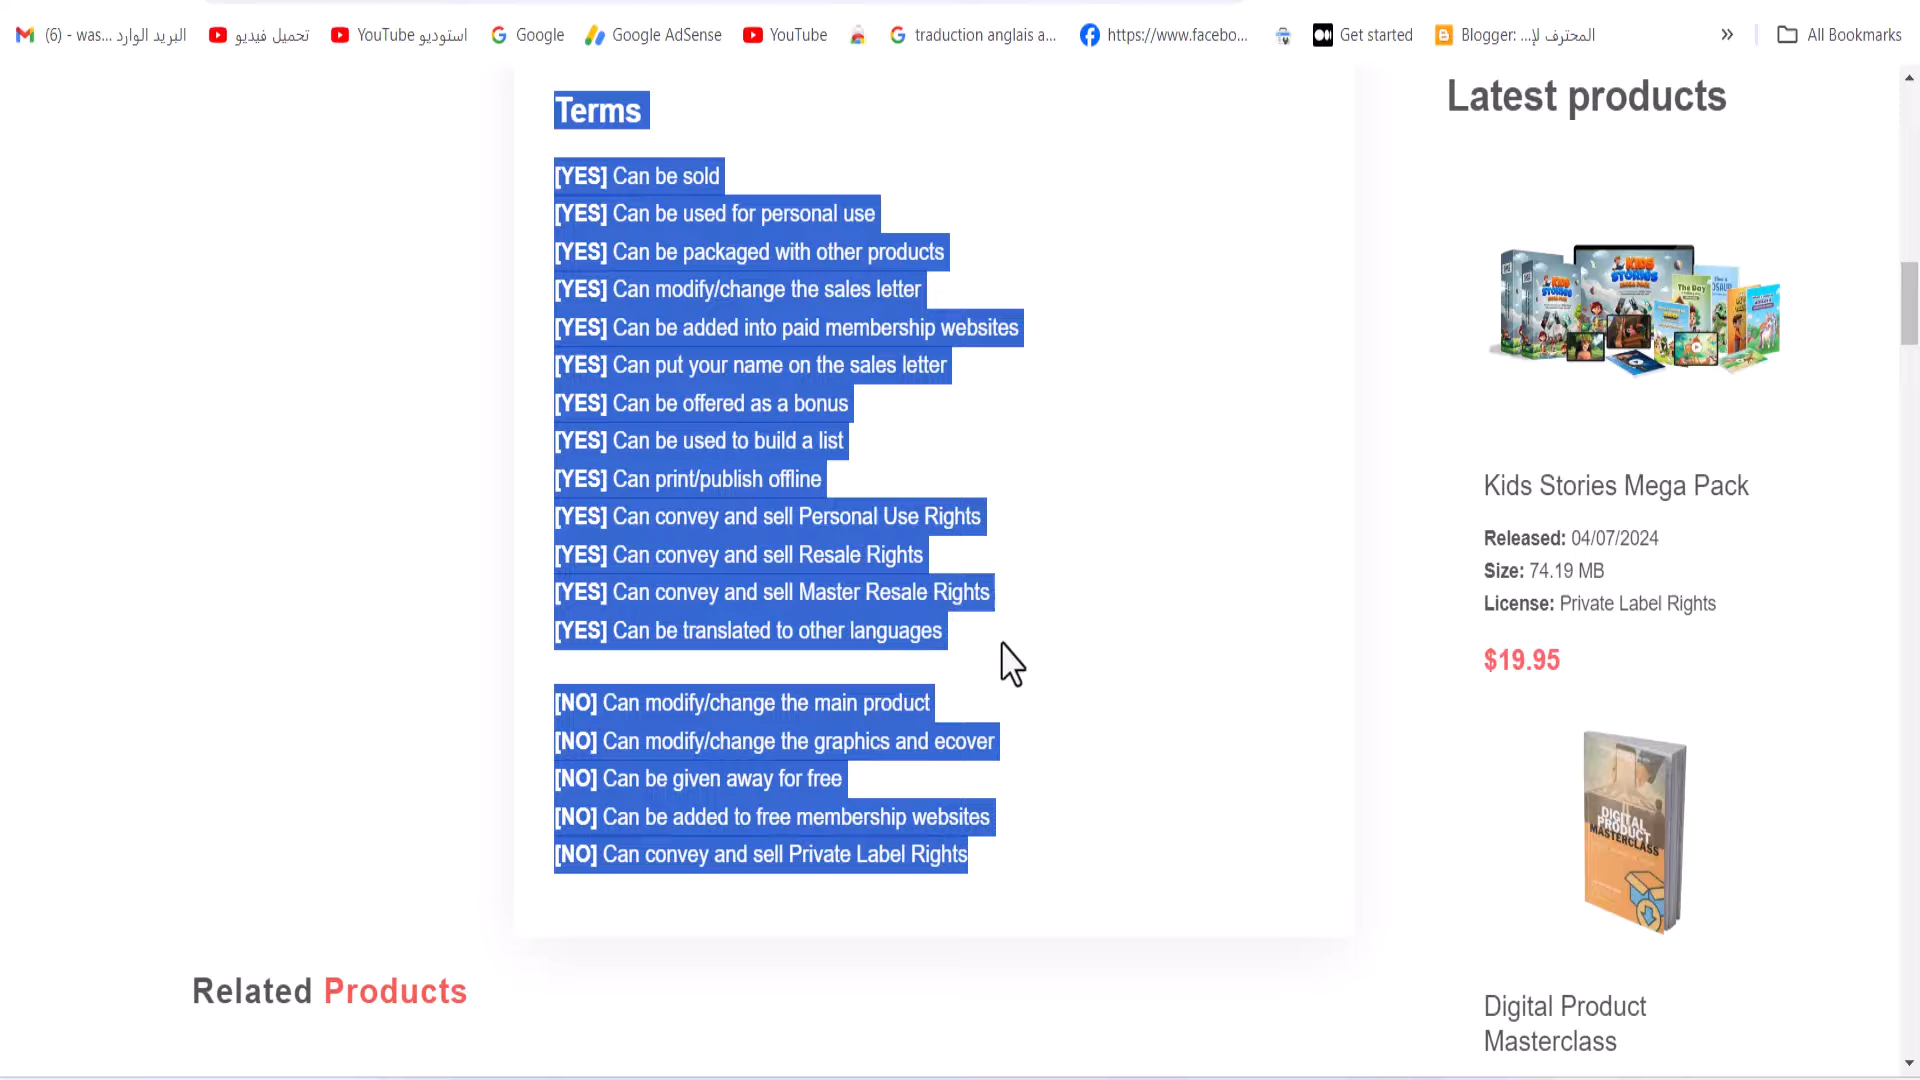 (6) - was... البريد الوارد
تحميل فيديو
YouTube استوديو
Google
Google AdSense
YouTube
traduction anglais a...
https://www.facebo...
Get started
Blogger: ...المحترف لإ
»
All Bookmarks
Terms
[YES] Can be sold
[YES] Can be used for personal use
[YES] Can be packaged with other products
[YES] Can modify/change the sales letter
[YES] Can be added into paid membership websites
[YES] Can put your name on the sales letter
[YES] Can be offered as a bonus
[YES] Can be used to build a list
[YES] Can print/publish offline
[YES] Can convey and sell Personal Use Rights
[YES] Can convey and sell Resale Rights
[YES] Can convey and sell Master Resale Rights
[YES] Can be translated to other languages
[NO] Can modify/change the main product
[NO] Can modify/change the graphics and ecover
[NO] Can be given away for free
[NO] Can be added to free membership websites
[NO] Can convey and sell Private Label Rights
Related Products
Latest products
KIDS
STORIES
The Day
Kids Stories Mega Pack
Released: 04/07/2024
Size: 74.19 MB
License: Private Label Rights
$19.95
DIGITAL
PRODUCT
MASTERCLASS
Digital Product
Masterclass